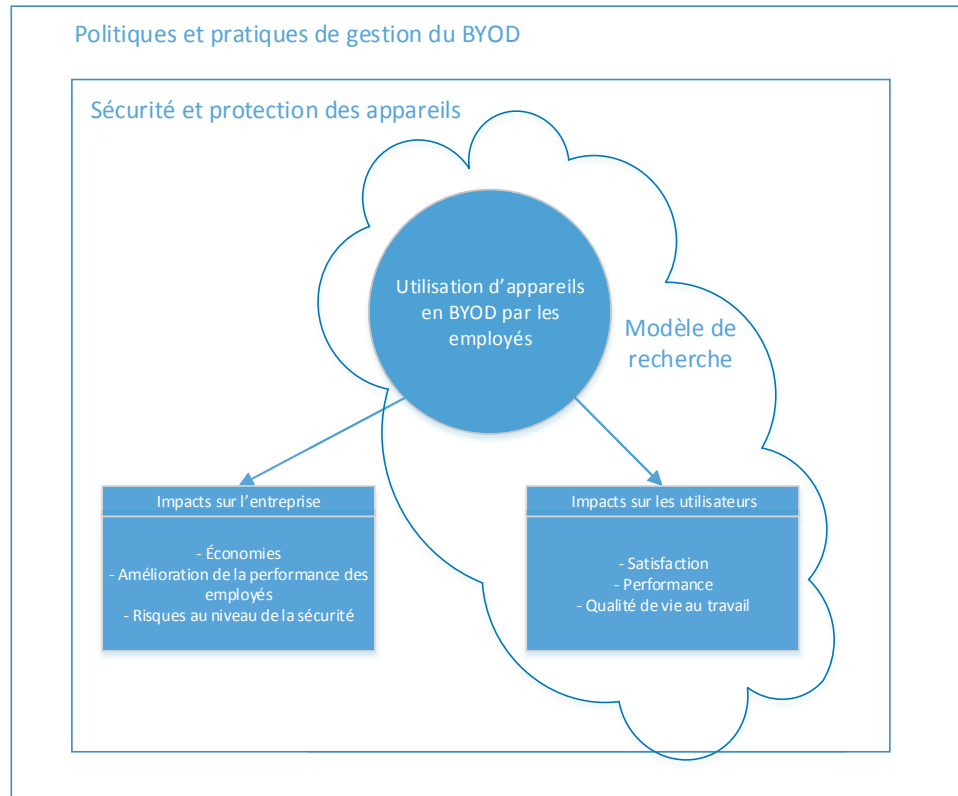 Politiques et pratiques de gestion du BYOD
Sécurité et protection des appareils
Utilisation d'appareils
en BYOD par les
employés
Modèle de
recherche
Impacts sur l'entreprise
- Économies
- Amélioration de la performance des
employés
- Risques au niveau de la sécurité
Impacts sur les utilisateurs
- Satisfaction
- Performance
- Qualité de vie au travail